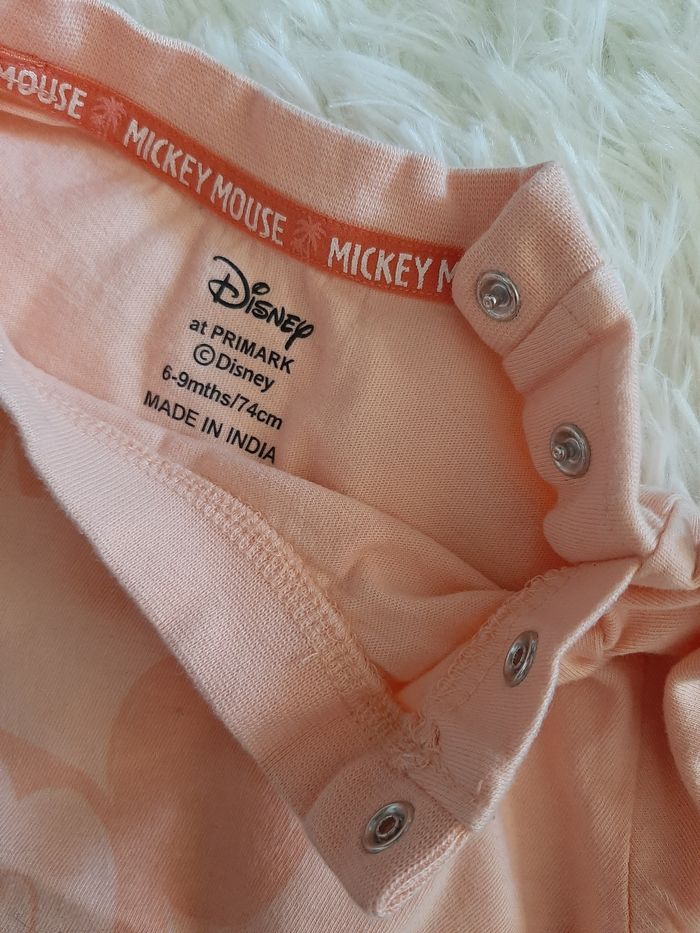 MOUSE MICKEY MOUSE MICKEY M
Disney
at PRIMARK
©Disney
6-9mths/74cm
MADE IN INDIA